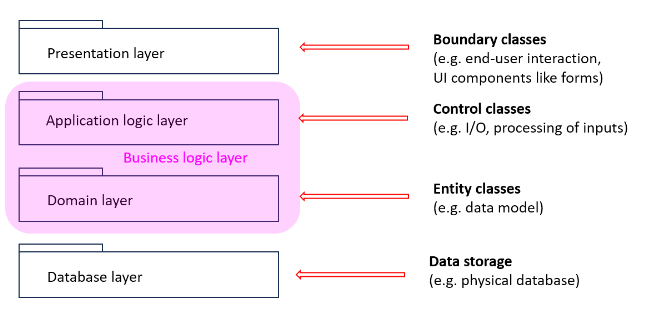 Presentation layer
Boundary classes
(e.g. end-user interaction,
UI components like forms)
Application logic layer
Control classes
(e.g. I/O, processing of inputs)
Business logic layer
Domain layer
Entity classes
(e.g. data model)
Database layer
Data storage
(e.g. physical database)